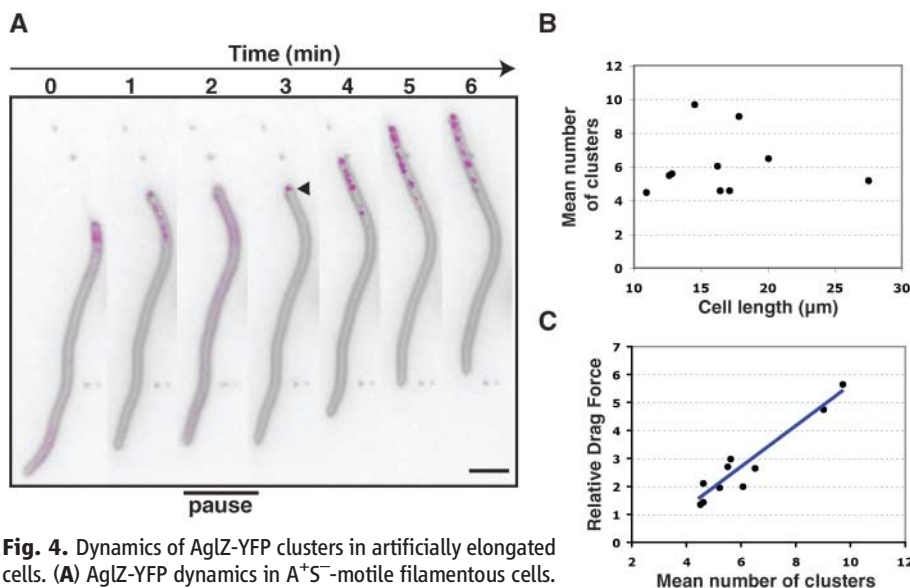 A
Time (min)
0 1 2 3 4 5 6
pause
B
Mean number
of clusters
12
10
8
6
4
2
0
10 15 20 25 30
Cell length (µm)
C
Relative Drag Force
7
6
5
4
3
2
1
0
2 4 6 8 10 12
Mean number of clusters
Fig. 4. Dynamics of AglZ-YFP clusters in artificially elongated
cells. (A) AglZ-YFP dynamics in A⁺S⁻-motile filamentous cells.